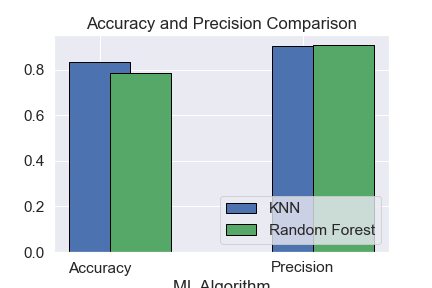 Accuracy and Precision Comparison
0.8
0.6
0.4
0.2
0.0
KNN
Random Forest
Accuracy
Precision
ML Algorithm